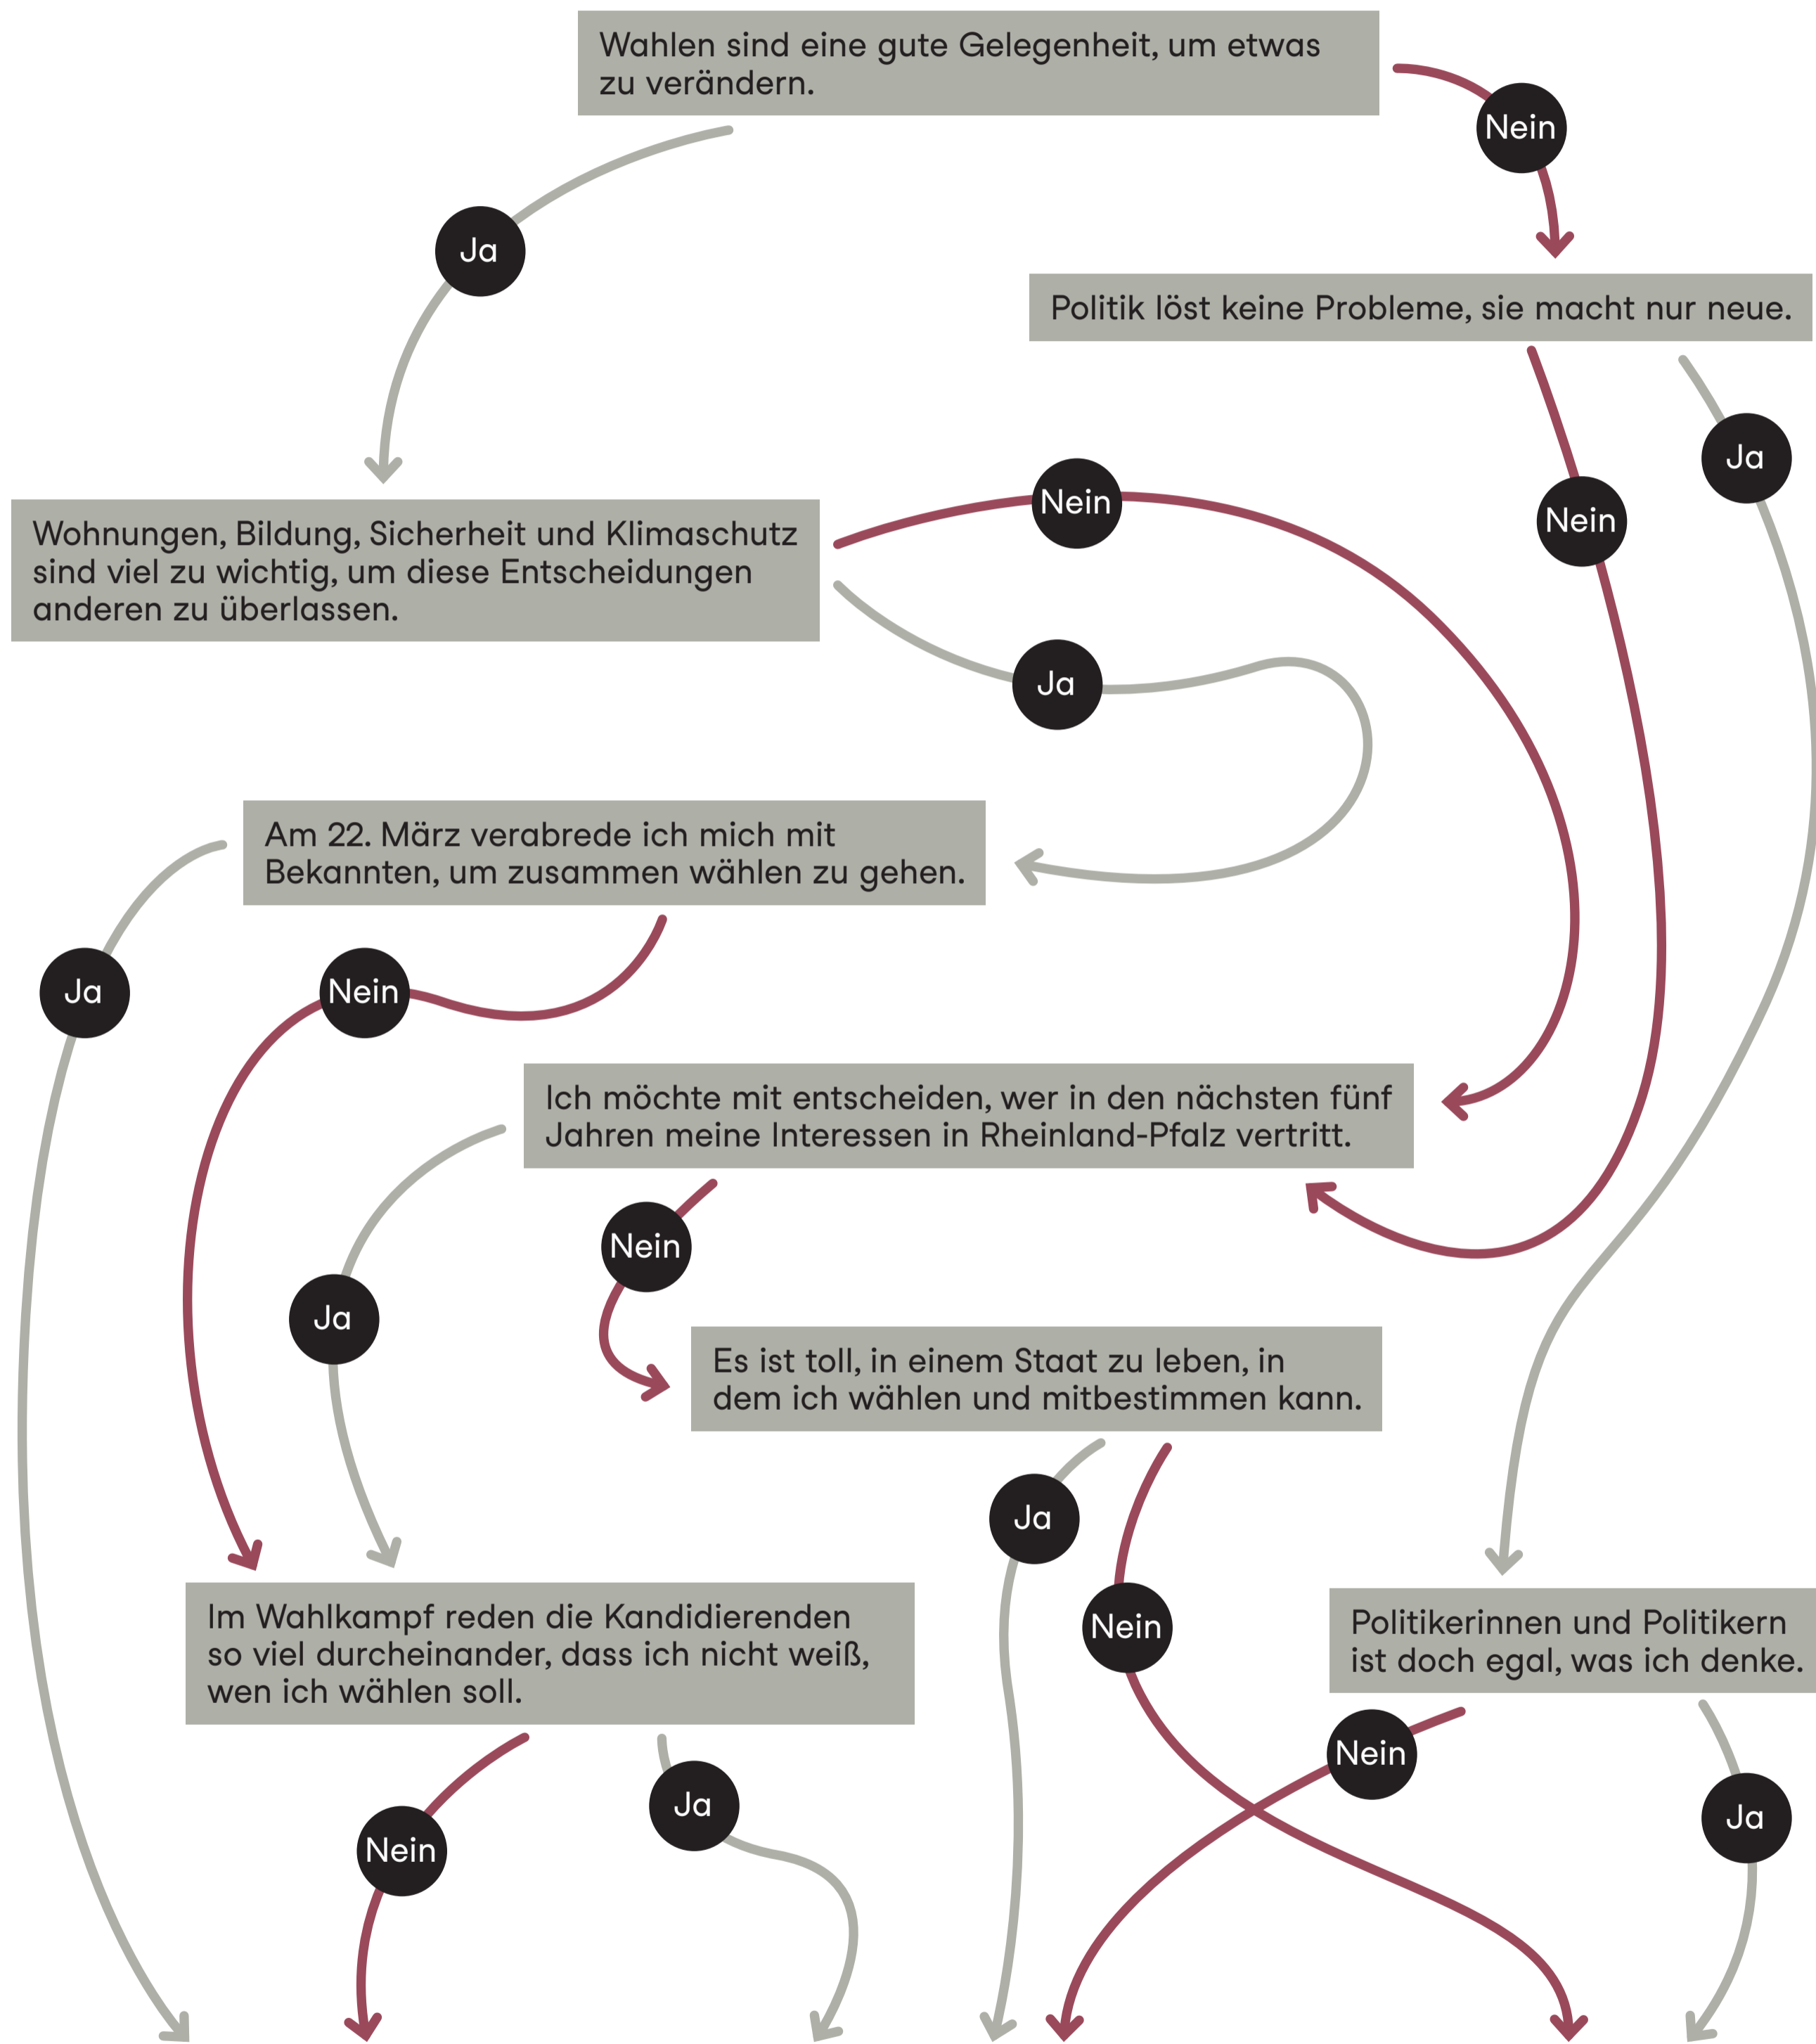 Wahlen sind eine gute Gelegenheit, um etwas
zu verändern.
Nein
Ja
Politik löst keine Probleme, sie macht nur neue.
Ja
Nein
Nein
Wohnungen, Bildung, Sicherheit und Klimaschutz
sind viel zu wichtig, um diese Entscheidungen
anderen zu überlassen.
Ja
Am 22. März verabrede ich mich mit
Bekannten, um zusammen wählen zu gehen.
Ja
Nein
Ich möchte mit entscheiden, wer in den nächsten fünf
Jahren meine Interessen in Rheinland-Pfalz vertritt.
Nein
Ja
Es ist toll, in einem Staat zu leben, in
dem ich wählen und mitbestimmen kann.
Ja
Nein
Im Wahlkampf reden die Kandidierenden
so viel durcheinander, dass ich nicht weiß,
wen ich wählen soll.
Politikerinnen und Politikern
ist doch egal, was ich denke.
Nein
Ja
Ja
Nein